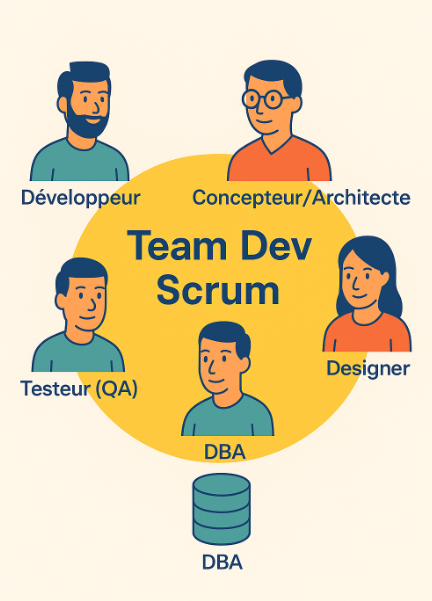 Développeur
Concepteur/Architecte
Team Dev
Scrum
Testeur (QA)
Designer
DBA
DBA